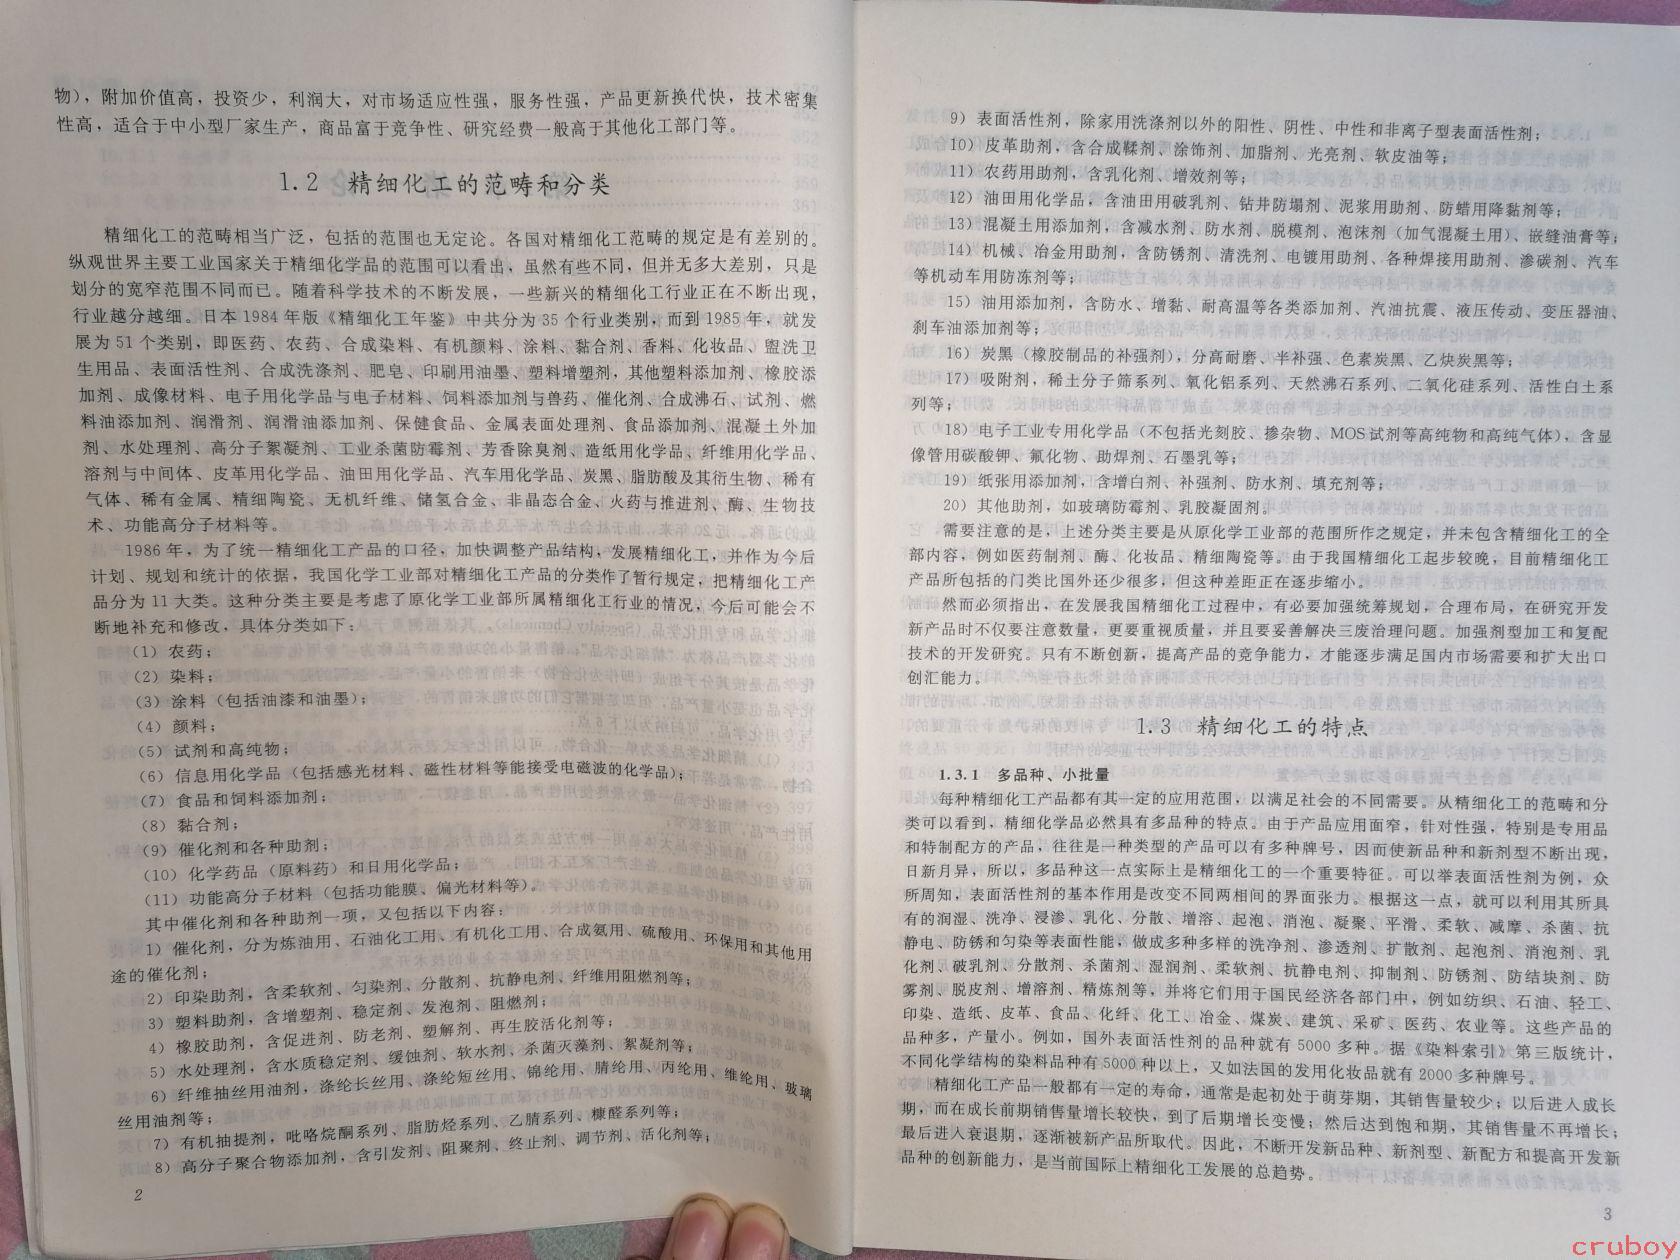 物），附加价值高，投资少，利润大，对市场适应性强，服务性强，产品更新换代快，技术密集
性高，适合于中小型厂家生产，商品富于竞争性、研究经费一般高于其他化工部门等。
1.2 精细化工的范畴和分类
精细化工的范畴相当广泛，包括的范围也无定论。各国对精细化工范畴的规定是有差别的。
纵观世界主要工业国家关于精细化学品的范围可以看出，虽然有些不同，但并无多大差别，只是
划分的宽窄范围不同而已。随着科学技术的不断发展，一些新兴的精细化工行业正在不断出现，
行业越分越细。日本1984年版《精细化工年鉴》中共分为35个行业类别，而到1985年，就发
展为51个类别，即医药、农药、合成染料、有机颜料、涂料、黏合剂、香料、化妆品、盥洗卫
生用品、表面活性剂、合成洗涤剂、肥皂、印刷用油墨、塑料增塑剂，其他塑料添加剂、橡胶添
加剂、成像材料、电子用化学品与电子材料、饲料添加剂与兽药、催化剂、合成沸石、试剂、燃
料油添加剂、润滑剂、润滑油添加剂、保健食品、金属表面处理剂、食品添加剂、混凝土外加
剂、水处理剂、高分子絮凝剂、工业杀菌防霉剂、芳香除臭剂、造纸用化学品、纤维用化学品、
溶剂与中间体、皮革用化学品、油田用化学品、汽车用化学品、炭黑、脂肪酸及其衍生物、稀有
气体、稀有金属、精细陶瓷、无机纤维、储氢合金、非晶态合金、火药与推进剂、酶、生物技
术、功能高分子材料等。
1986年，为了统一精细化工产品的口径，加快调整产品结构，发展精细化工，并作为今后
计划、规划和统计的依据，我国化学工业部对精细化工产品的分类作了暂行规定，把精细化工产
品分为11大类。这种分类主要是考虑了原化学工业部所属精细化工行业的情况，今后可能会不
断地补充和修改，具体分类如下：
（1）农药；
（2）染料；
（3）涂料（包括油漆和油墨）；
（4）颜料；
（5）试剂和高纯物；
（6）信息用化学品（包括感光材料、磁性材料等能接受电磁波的化学品）；
（7）食品和饲料添加剂；
（8）黏合剂；
（9）催化剂和各种助剂；
（10）化学药品（原料药）和日用化学品；
（11）功能高分子材料（包括功能膜、偏光材料等）。
其中催化剂和各种助剂一项，又包括以下内容：
1）催化剂，分为炼油用、石油化工用、有机化工用、合成氨用、硫酸用、环保用和其他用
途的催化剂；
2）印染助剂，含柔软剂、匀染剂、分散剂、抗静电剂、纤维用阻燃剂等；
3）塑料助剂，含增塑剂、稳定剂、发泡剂、阻燃剂；
4）橡胶助剂，含促进剂、防老剂、塑解剂、再生胶活化剂等；
5）水处理剂，含水质稳定剂、缓蚀剂、软水剂、杀菌灭藻剂、絮凝剂等；
6）纤维抽丝用油剂，涤纶长丝用、涤纶短丝用、锦纶用、腈纶用、丙纶用、维纶用、玻璃
丝用油剂等；
7）有机抽提剂，吡咯烷酮系列、脂肪烃系列、乙腈系列、糠醛系列等；
8）高分子聚合物添加剂，含引发剂、阻聚剂、终止剂、调节剂、活化剂等；
2
9）表面活性剂，除家用洗涤剂以外的阳性、阴性、中性和非离子型表面活性剂；
10）皮革助剂，含合成鞣剂、涂饰剂、加脂剂、光亮剂、软皮油等；
11）农药用助剂，含乳化剂、增效剂等；
12）油田用化学品，含油田用破乳剂、钻井防塌剂、泥浆用助剂、防蜡用降黏剂等；
13）混凝土用添加剂，含减水剂、防水剂、脱模剂、泡沫剂（加气混凝土用）、嵌缝油膏等；
14）机械、冶金用助剂，含防锈剂、清洗剂、电镀用助剂、各种焊接用助剂、渗碳剂、汽车
等机动车用防冻剂等；
15）油用添加剂，含防水、增黏、耐高温等各类添加剂、汽油抗震、液压传动、变压器油、
刹车油添加剂等；
16）炭黑（橡胶制品的补强剂），分高耐磨、半补强、色素炭黑、乙炔炭黑等；
17）吸附剂，稀土分子筛系列、氧化铝系列、天然沸石系列、二氧化硅系列、活性白土系
列等；
18）电子工业专用化学品（不包括光刻胶、掺杂物、MOS试剂等高纯物和高纯气体），含显
像管用碳酸钾、氟化物、助焊剂、石墨乳等；
19）纸张用添加剂，含增白剂、补强剂、防水剂、填充剂等；
20）其他助剂，如玻璃防霉剂、乳胶凝固剂。
需要注意的是，上述分类主要是从原化学工业部的范围所作之规定，并未包含精细化工的全
部内容，例如医药制剂、酶、化妆品、精细陶瓷等。由于我国精细化工起步较晚，目前精细化工
产品所包括的门类比国外还少很多，但这种差距正在逐步缩小。
然而必须指出，在发展我国精细化工过程中，有必要加强统筹规划，合理布局，在研究开发
新产品时不仅要注意数量，更要重视质量，并且要妥善解决三废治理问题。加强剂型加工和复配
技术的开发研究。只有不断创新，提高产品的竞争能力，才能逐步满足国内市场需要和扩大出口
创汇能力。
1.3 精细化工的特点
1.3.1 多品种、小批量
每种精细化工产品都有其一定的应用范围，以满足社会的不同需要。从精细化工的范畴和分
类可以看到，精细化学品必然具有多品种的特点。由于产品应用面窄，针对性强，特别是专用品
和特制配方的产品，往往是一种类型的产品可以有多种牌号，因而使新品种和新剂型不断出现，
日新月异，所以，多品种这一点实际上是精细化工的一个重要特征。可以举表面活性剂为例，众
所周知，表面活性剂的基本作用是改变不同两相间的界面张力。根据这一点，就可以利用其所具
有的润湿、洗净、浸渗、乳化、分散、增溶、起泡、消泡、凝聚、平滑、柔软、减摩、杀菌、抗
静电、防锈和匀染等表面性能，做成多种多样的洗净剂、渗透剂、扩散剂、起泡剂、消泡剂、乳
化剂、破乳剂、分散剂、杀菌剂、湿润剂、柔软剂、抗静电剂、抑制剂、防锈剂、防结块剂、防
雾剂、脱皮剂、增溶剂、精炼剂等，并将它们用于国民经济各部门中，例如纺织、石油、轻工、
印染、造纸、皮革、食品、化纤、化工、冶金、煤炭、建筑、采矿、医药、农业等。这些产品的
品种多，产量小。例如，国外表面活性剂的品种就有5000多种。据《染料索引》第三版统计，
不同化学结构的染料品种有5000种以上，又如法国的发用化妆品就有2000多种牌号。
精细化工产品一般都有一定的寿命，通常是起初处于萌芽期，其销售量较少；以后进入成长
期，而在成长前期销售量增长较快，到了后期增长变慢；然后达到饱和期，其销售量不再增长；
最后进入衰退期，逐渐被新产品所取代。因此，不断开发新品种、新剂型、新配方和提高开发新
品种的创新能力，是当前国际上精细化工发展的总趋势。
3
cruboy